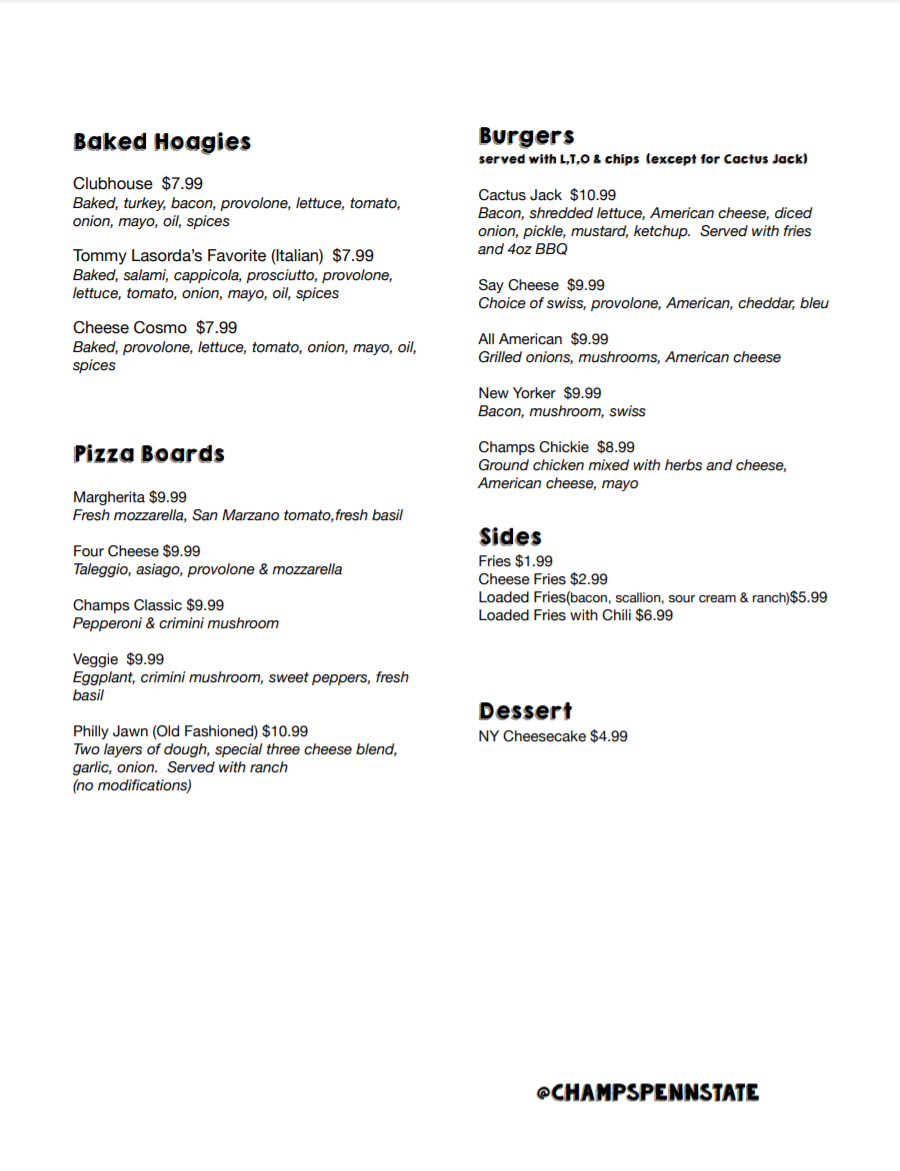 Baked Hoagies
Clubhouse  $7.99
Baked, turkey, bacon, provolone, lettuce, tomato,
onion, mayo, oil, spices
Tommy Lasorda's Favorite (Italian)  $7.99
Baked, salami, cappicola, prosciutto, provolone,
lettuce, tomato, onion, mayo, oil, spices
Cheese Cosmo  $7.99
Baked, provolone, lettuce, tomato, onion, mayo, oil,
spices
Pizza Boards
Margherita $9.99
Fresh mozzarella, San Marzano tomato,fresh basil
Four Cheese $9.99
Taleggio, asiago, provolone & mozzarella
Champs Classic $9.99
Pepperoni & crimini mushroom
Veggie  $9.99
Eggplant, crimini mushroom, sweet peppers, fresh
basil
Philly Jawn (Old Fashioned) $10.99
Two layers of dough, special three cheese blend,
garlic, onion.  Served with ranch
(no modifications)
Burgers
served with L,T,O & chips  (except for Cactus Jack)
Cactus Jack  $10.99
Bacon, shredded lettuce, American cheese, diced
onion, pickle, mustard, ketchup.  Served with fries
and 4oz BBQ
Say Cheese  $9.99
Choice of swiss, provolone, American, cheddar, bleu
All American  $9.99
Grilled onions, mushrooms, American cheese
New Yorker  $9.99
Bacon, mushroom, swiss
Champs Chickie  $8.99
Ground chicken mixed with herbs and cheese,
American cheese, mayo
Sides
Fries $1.99
Cheese Fries $2.99
Loaded Fries(bacon, scallion, sour cream & ranch)$5.99
Loaded Fries with Chili $6.99
Dessert
NY Cheesecake $4.99
@CHAMPSPENNSTATE